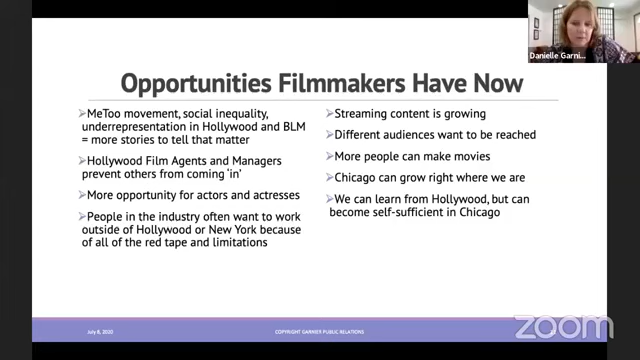 Danielle Garni...
Opportunities Filmmakers Have Now
MeToo movement, social inequality,
underrepresentation in Hollywood and BLM
= more stories to tell that matter
Hollywood Film Agents and Managers
prevent others from coming ‘in’
More opportunity for actors and actresses
People in the industry often want to work
outside of Hollywood or New York because
of all of the red tape and limitations
Streaming content is growing
Different audiences want to be reached
More people can make movies
Chicago can grow right where we are
We can learn from Hollywood, but can
become self-sufficient in Chicago
July 8, 2020
COPYRIGHT GARNIER PUBLIC RELATIONS
zoom